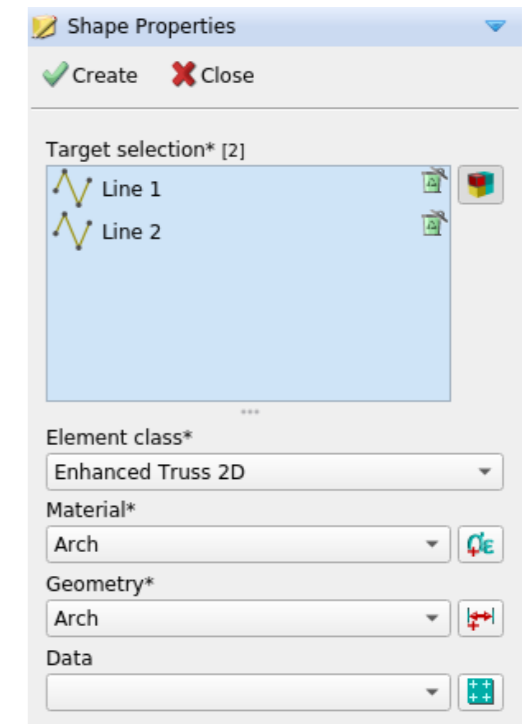 Shape Properties
Create Close
Target selection* [2]
Line 1
Line 2
Element class*
Enhanced Truss 2D
Material*
Arch
Geometry*
Arch
Data